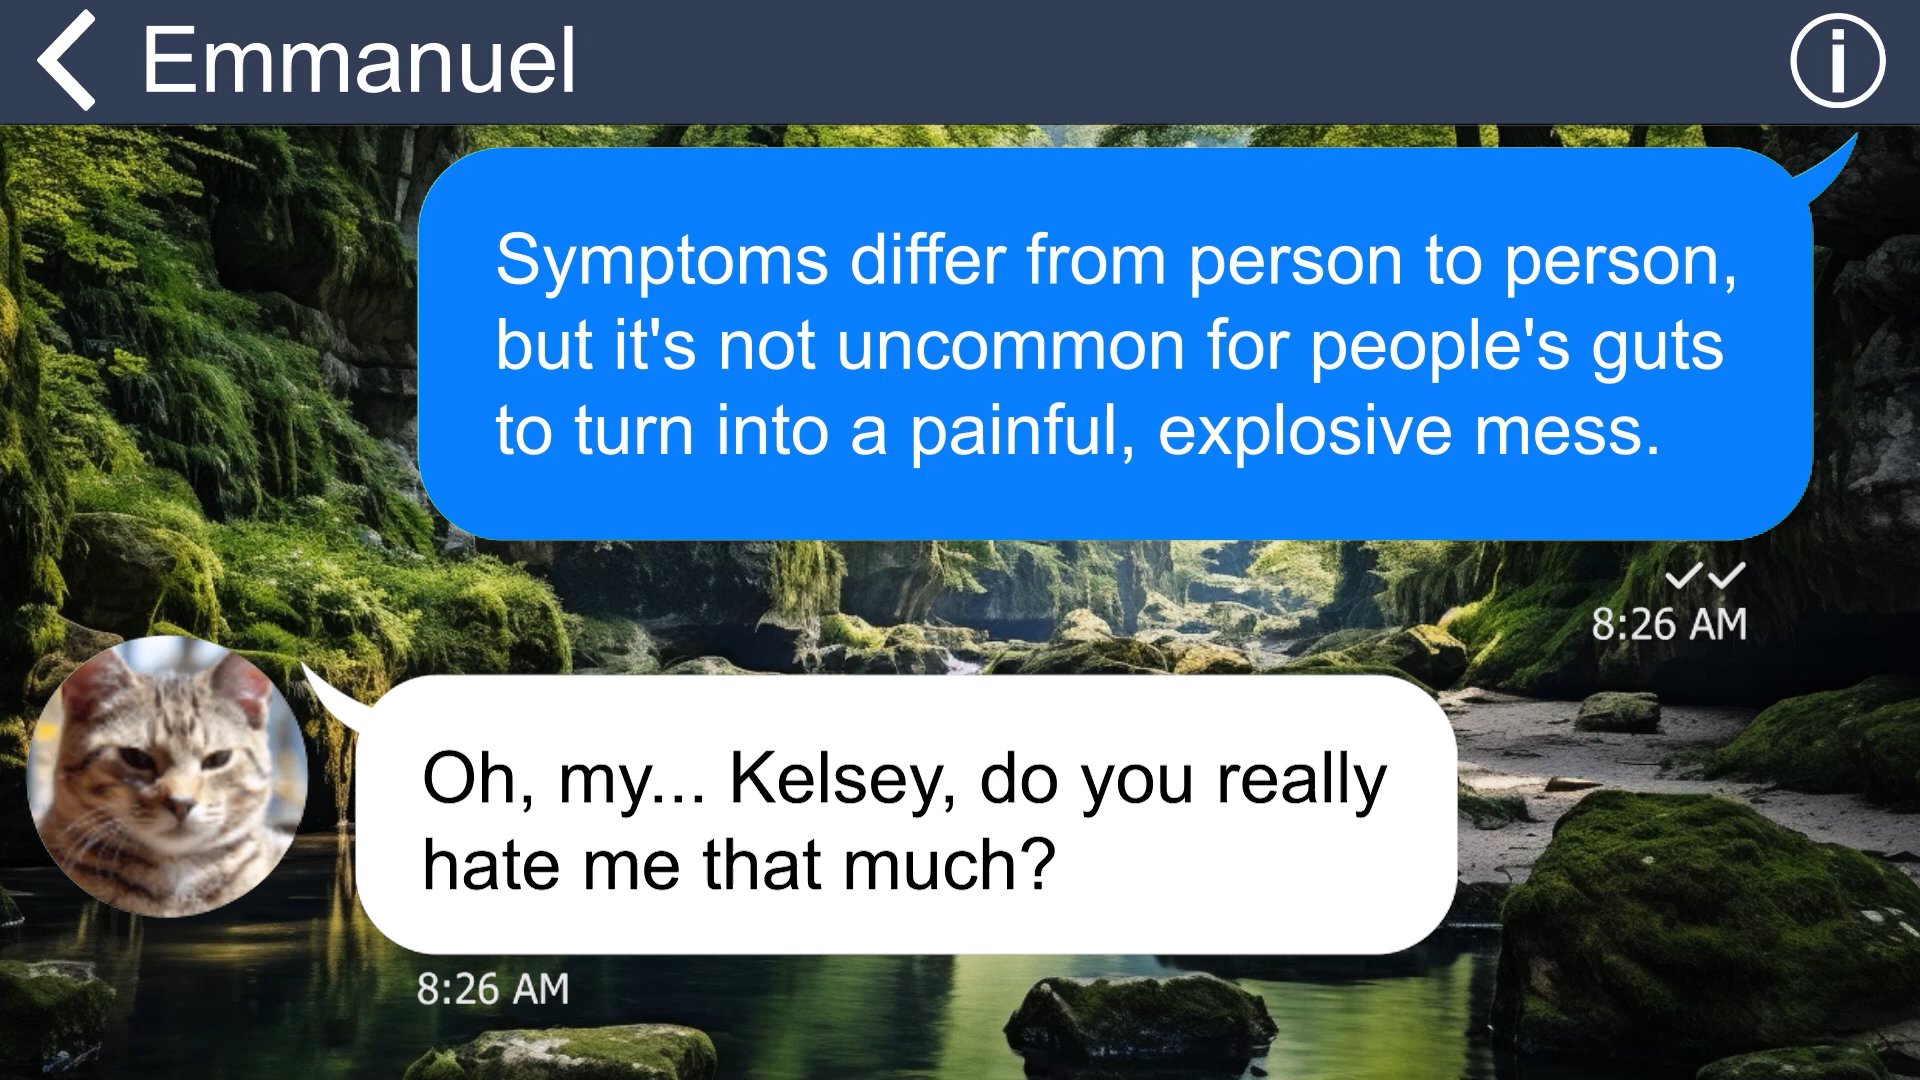 Emmanuel
Symptoms differ from person to person,
but it's not uncommon for people's guts
to turn into a painful, explosive mess.
8:26 AM
Oh, my... Kelsey, do you really
hate me that much?
8:26 AM